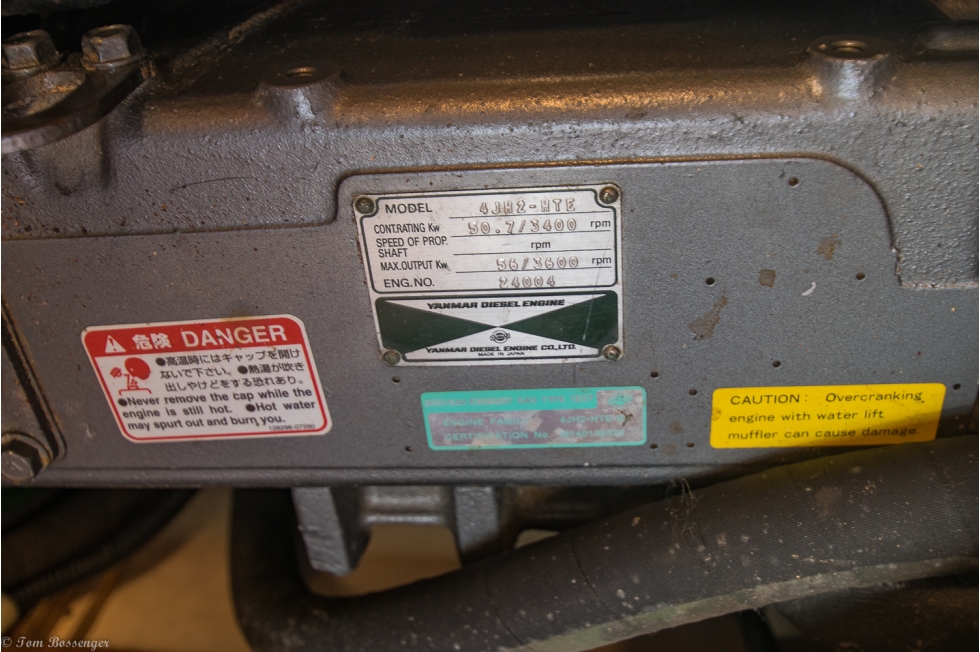 MODEL 4JH2-HTE
CONT.RATING Kw 50.7/3400 rpm
SPEED OF PROP. SHAFT rpm
MAX.OUTPUT Kw 56/3600 rpm
ENG.NO. 24004
YANMAR DIESEL ENGINE
YANMAR DIESEL ENGINE CO.,LTD.
MADE IN JAPAN
危険 DANGER
●高温時にはキャップを開け
ないで下さい。●熱湯が吹き
出しやけどをする恐れあり。
●Never remove the cap while the
engine is still hot. ●Hot water
may spurt out and burn you.
128296-07260
ENGINE FAMILY
CERTIFICATION No.
CAUTION: Overcranking
engine with water lift
muffler can cause damage.
© Tom Bossenger